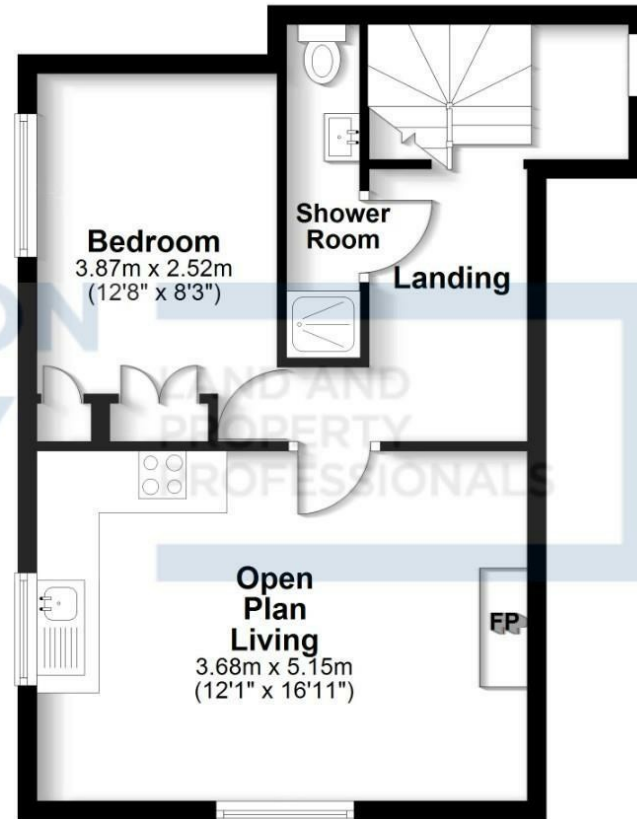 Shower
Room
Bedroom
3.87m x 2.52m
(12'8" x 8'3")
Landing
ON
Y
LAND AND
PROPERTY
PROFESSIONALS
Open
Plan
Living
3.68m x 5.15m
(12'1" x 16'11")
FP